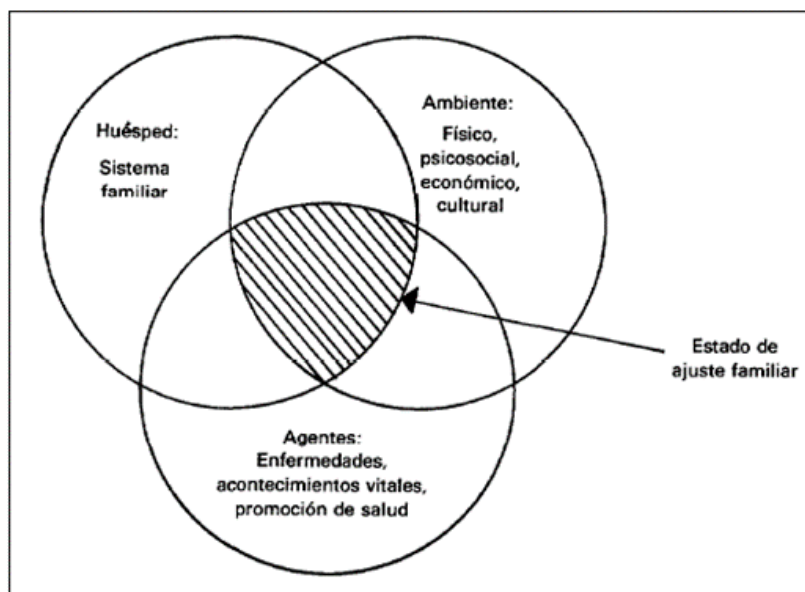 Huésped:
Sistema
familiar
Ambiente:
Físico,
psicosocial,
económico,
cultural
Estado de
ajuste familiar
Agentes:
Enfermedades,
acontecimientos vitales,
promoción de salud